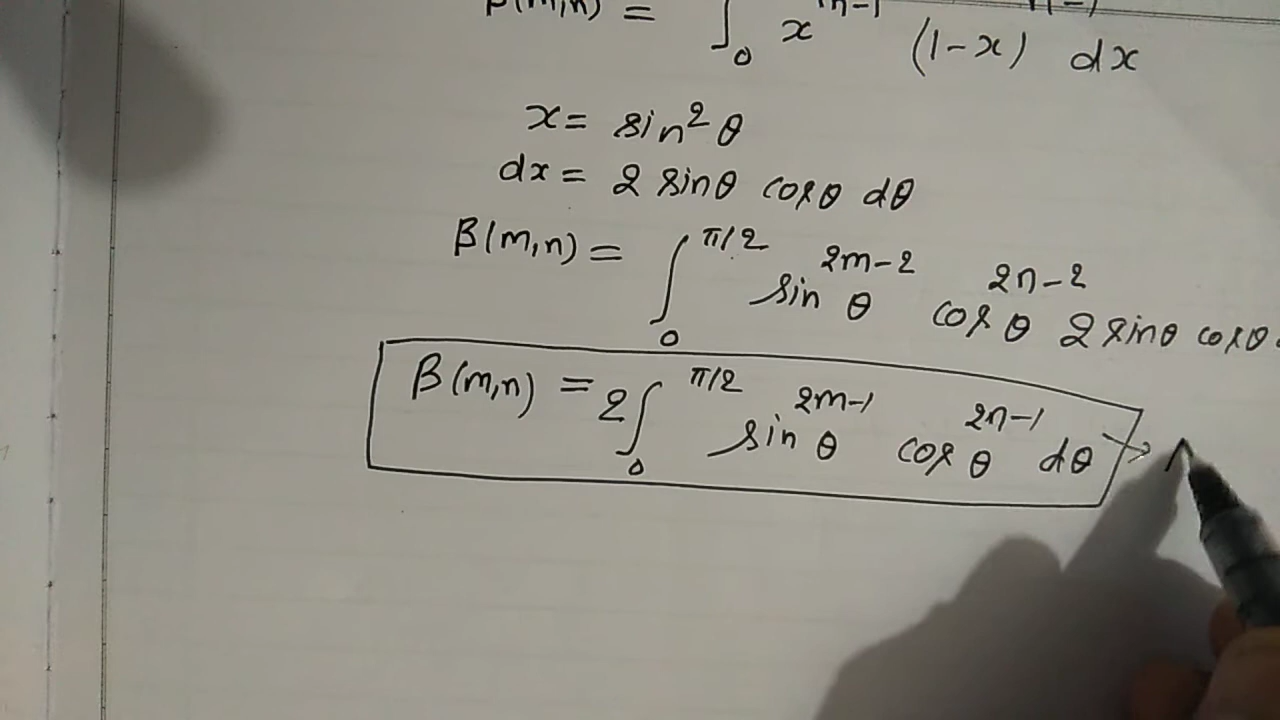 β(m,n) = ∫₀ x^{m-1} (1-x)^{n-1} dx
x = sin² θ
dx = 2 sinθ cosθ dθ
β(m,n) = ∫₀^{π/2} sin^{2m-2} θ cos^{2n-2} θ 2 sinθ cosθ
β(m,n) = 2∫₀^{π/2} sin^{2m-1} θ cos^{2n-1} θ dθ →